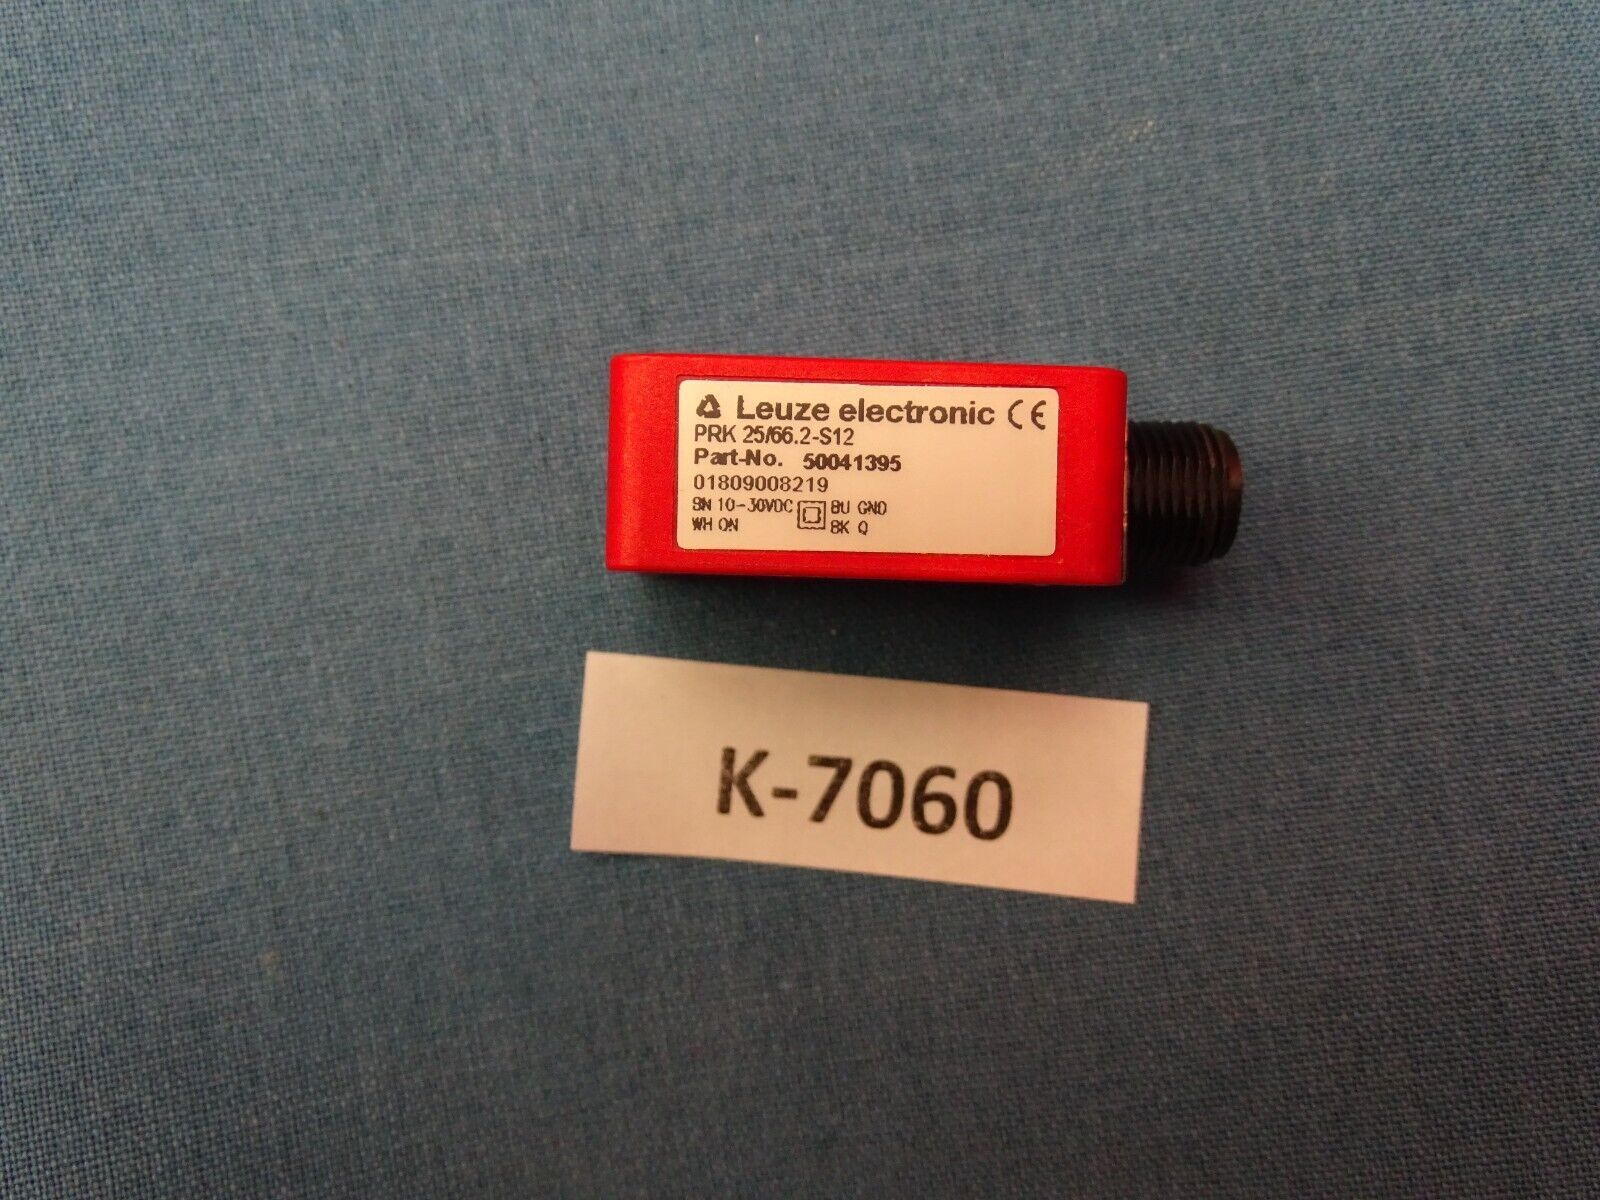 Leuze electronic CE
PRK 25/66.2-S12
Part-No. 50041395
01809008219
BN 10-30VDC BU GND
WH QN BK Q
K-7060